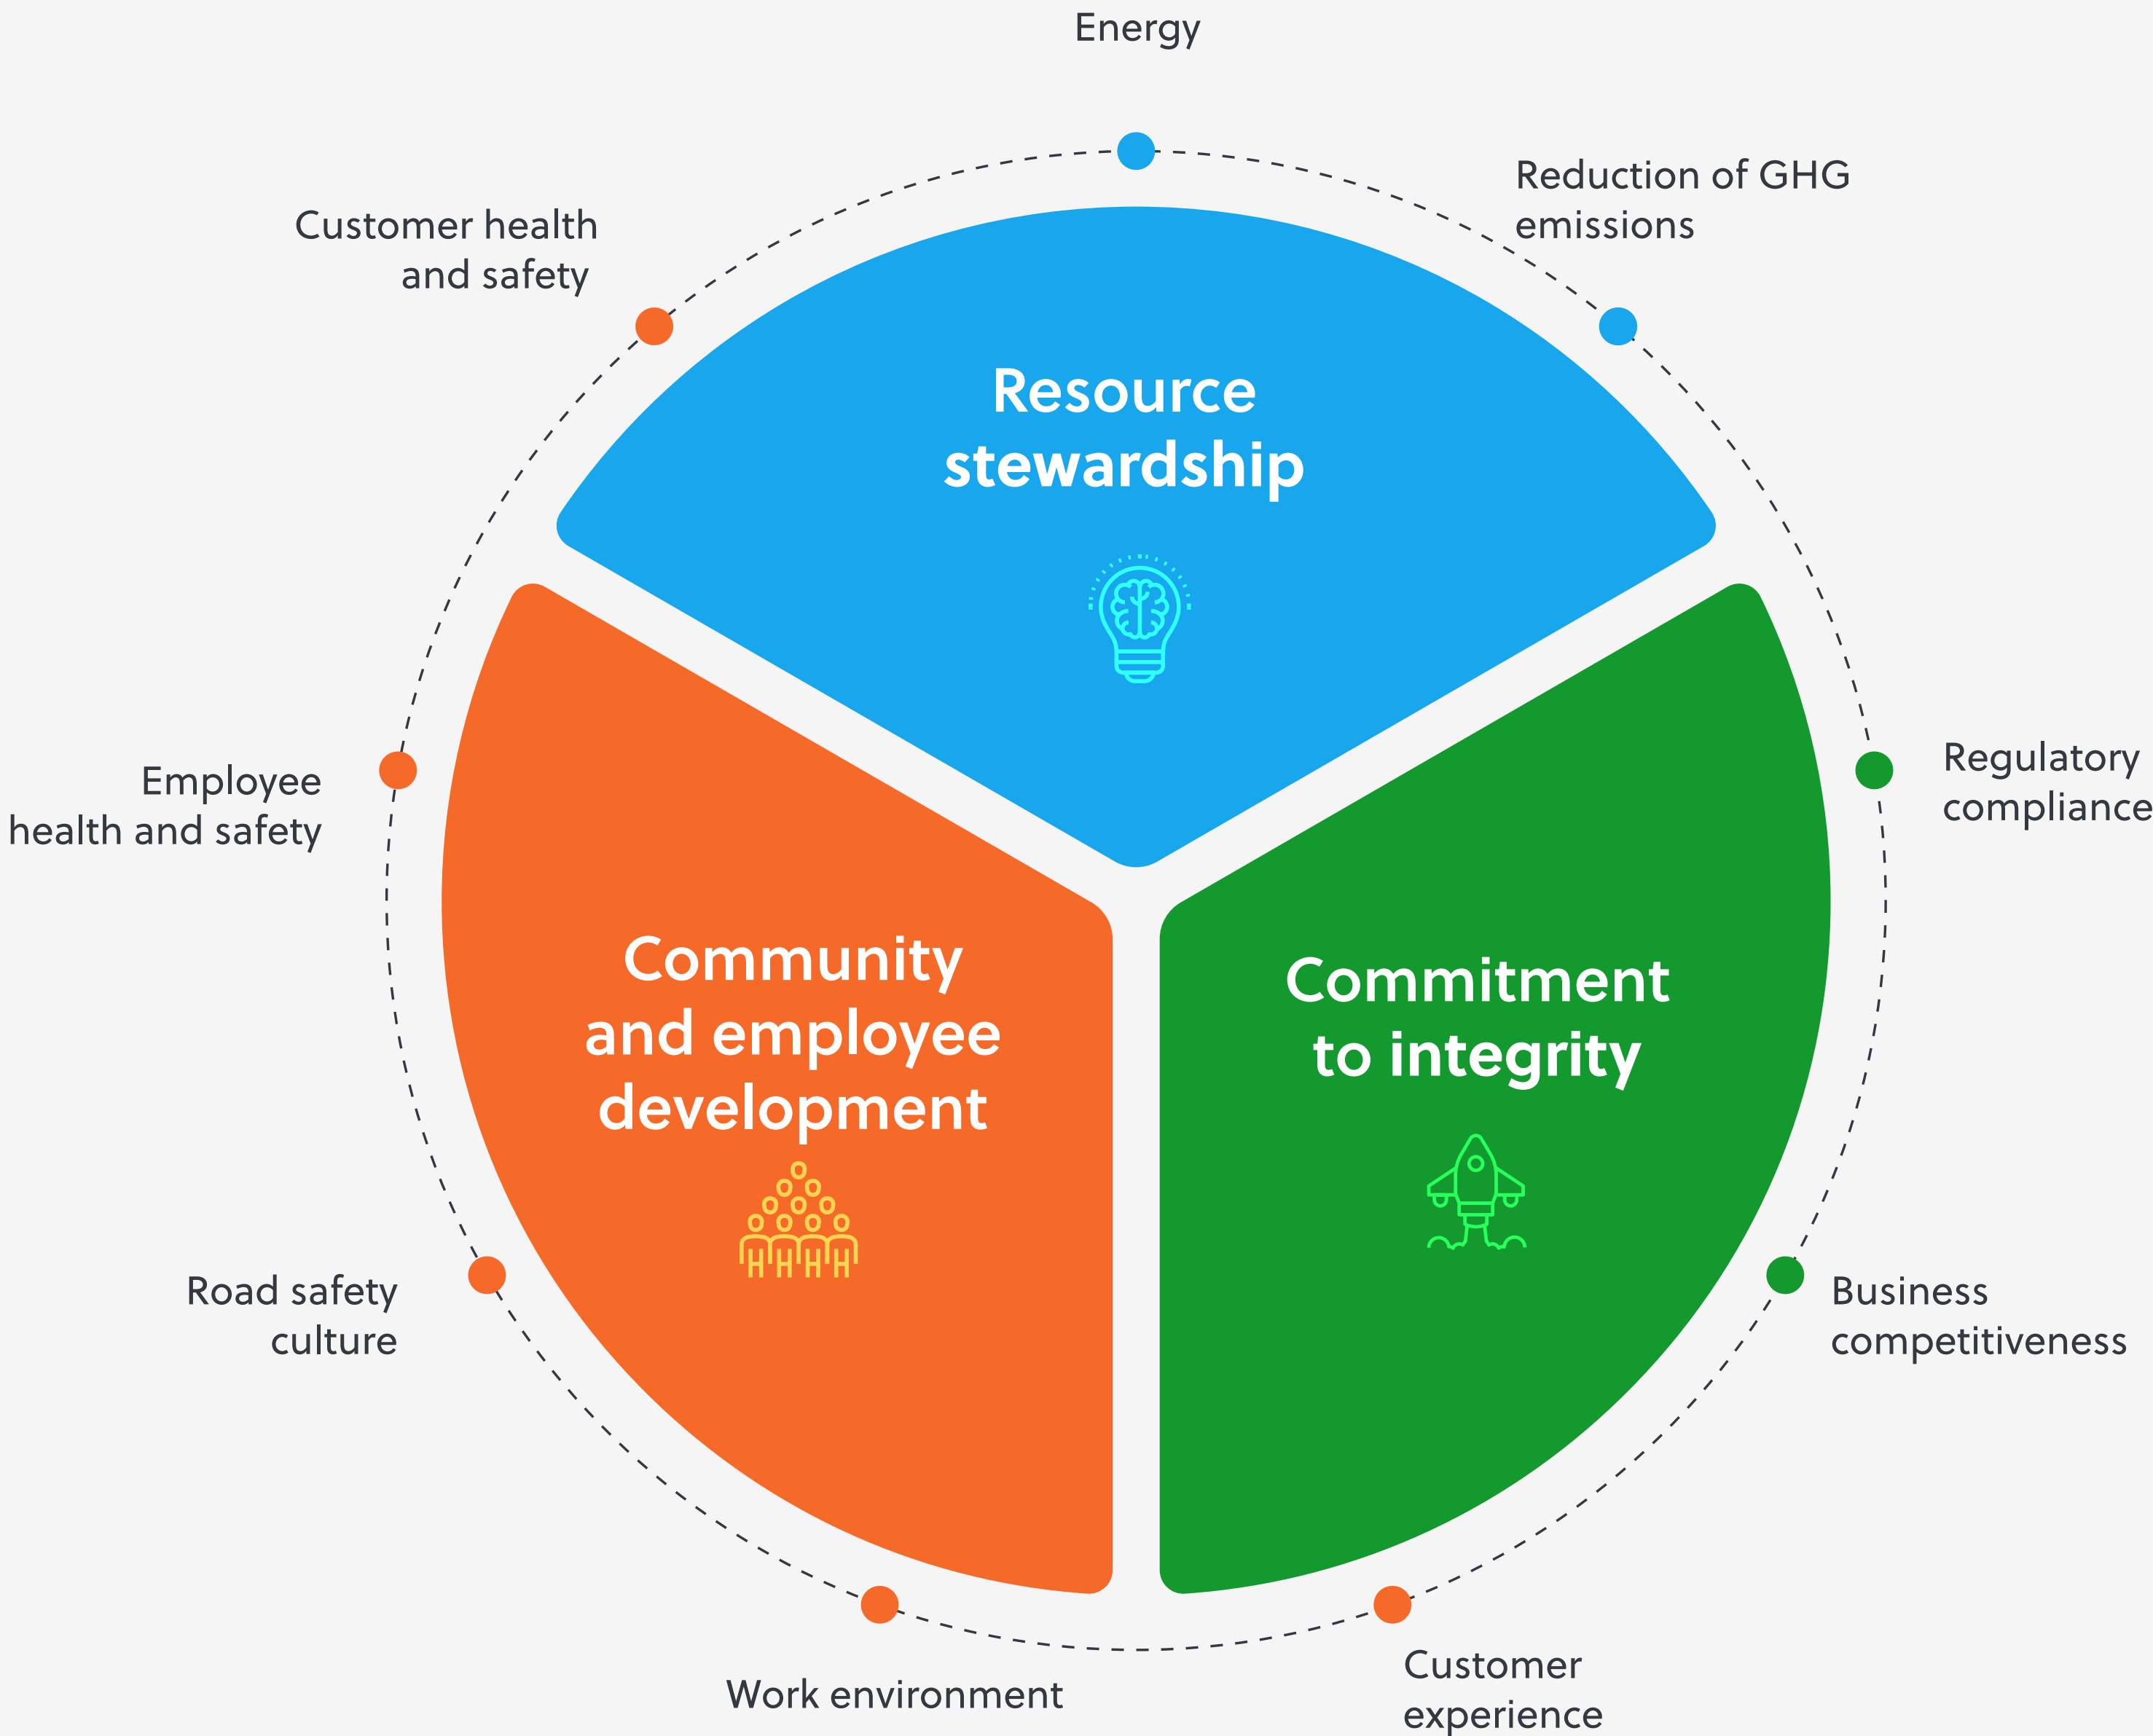 Energy
Reduction of GHG
emissions
Customer health
and safety
Resource
stewardship
Regulatory
compliance
Employee
health and safety
Community
and employee
development
Commitment
to integrity
Business
competitiveness
Road safety
culture
Customer
experience
Work environment